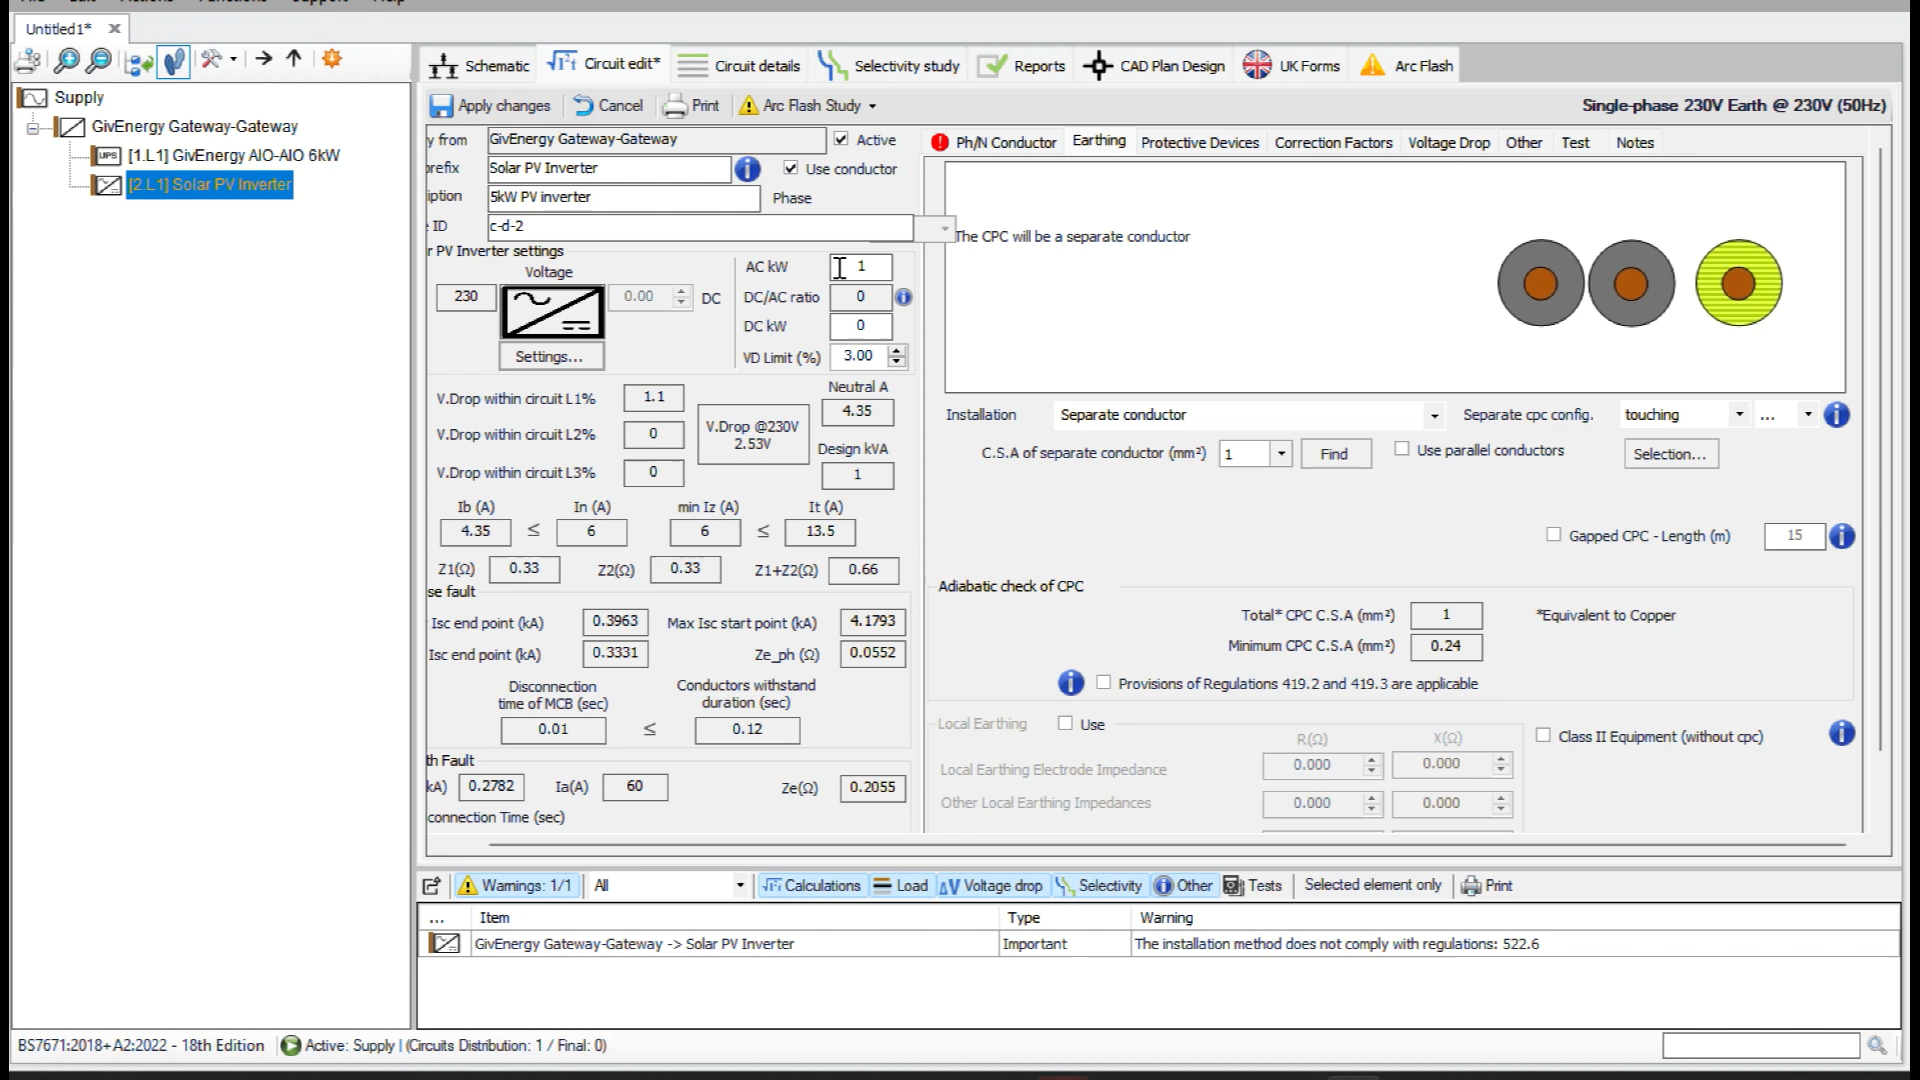 Untitled1*
Schematic
Circuit edit*
Circuit details
Selectivity study
Reports
CAD Plan Design
UK Forms
Arc Flash
Supply
GivEnergy Gateway-Gateway
UPS [1.L1] GivEnergy AIO-AIO 6kW
[2.L1] Solar PV Inverter
Apply changes
Cancel
Print
Arc Flash Study
Single-phase 230V Earth @ 230V (50Hz)
y from GivEnergy Gateway-Gateway Active
prefix Solar PV Inverter Use conductor
iption 5kW PV inverter Phase
ID c-d-2
r PV Inverter settings
Voltage
230 0.00 DC
Settings...
AC kW 1
DC/AC ratio 0
DC kW 0
VD Limit (%) 3.00
V.Drop within circuit L1% 1.1
V.Drop within circuit L2% 0
V.Drop within circuit L3% 0
V.Drop @230V
2.53V
Neutral A
4.35
Design kVA
1
Ib (A) In (A) min Iz (A) It (A)
4.35 ≤ 6 6 ≤ 13.5
Z1(Ω) 0.33 Z2(Ω) 0.33 Z1+Z2(Ω) 0.66
se fault
Isc end point (kA) 0.3963 Max Isc start point (kA) 4.1793
Isc end point (kA) 0.3331 Ze_ph (Ω) 0.0552
Disconnection
time of MCB (sec)
Conductors withstand
duration (sec)
0.01 ≤ 0.12
th Fault
kA) 0.2782 Ia(A) 60 Ze(Ω) 0.2055
connection Time (sec)
Ph/N Conductor
Earthing
Protective Devices
Correction Factors
Voltage Drop
Other
Test
Notes
The CPC will be a separate conductor
Installation Separate conductor Separate cpc config. touching ...
C.S.A of separate conductor (mm²) 1 Find Use parallel conductors Selection...
Gapped CPC - Length (m) 15
Adiabatic check of CPC
Total* CPC C.S.A (mm²) 1 *Equivalent to Copper
Minimum CPC C.S.A (mm²) 0.24
Provisions of Regulations 419.2 and 419.3 are applicable
Local Earthing Use
R(Ω) X(Ω)
Class II Equipment (without cpc)
Local Earthing Electrode Impedance 0.000 0.000
Other Local Earthing Impedances 0.000 0.000
Warnings: 1/1 All Calculations Load Voltage drop Selectivity Other Tests Selected element only Print
... Item Type Warning
GivEnergy Gateway-Gateway -> Solar PV Inverter Important The installation method does not comply with regulations: 522.6
BS7671:2018+A2:2022 - 18th Edition Active: Supply | (Circuits Distribution: 1 / Final: 0)